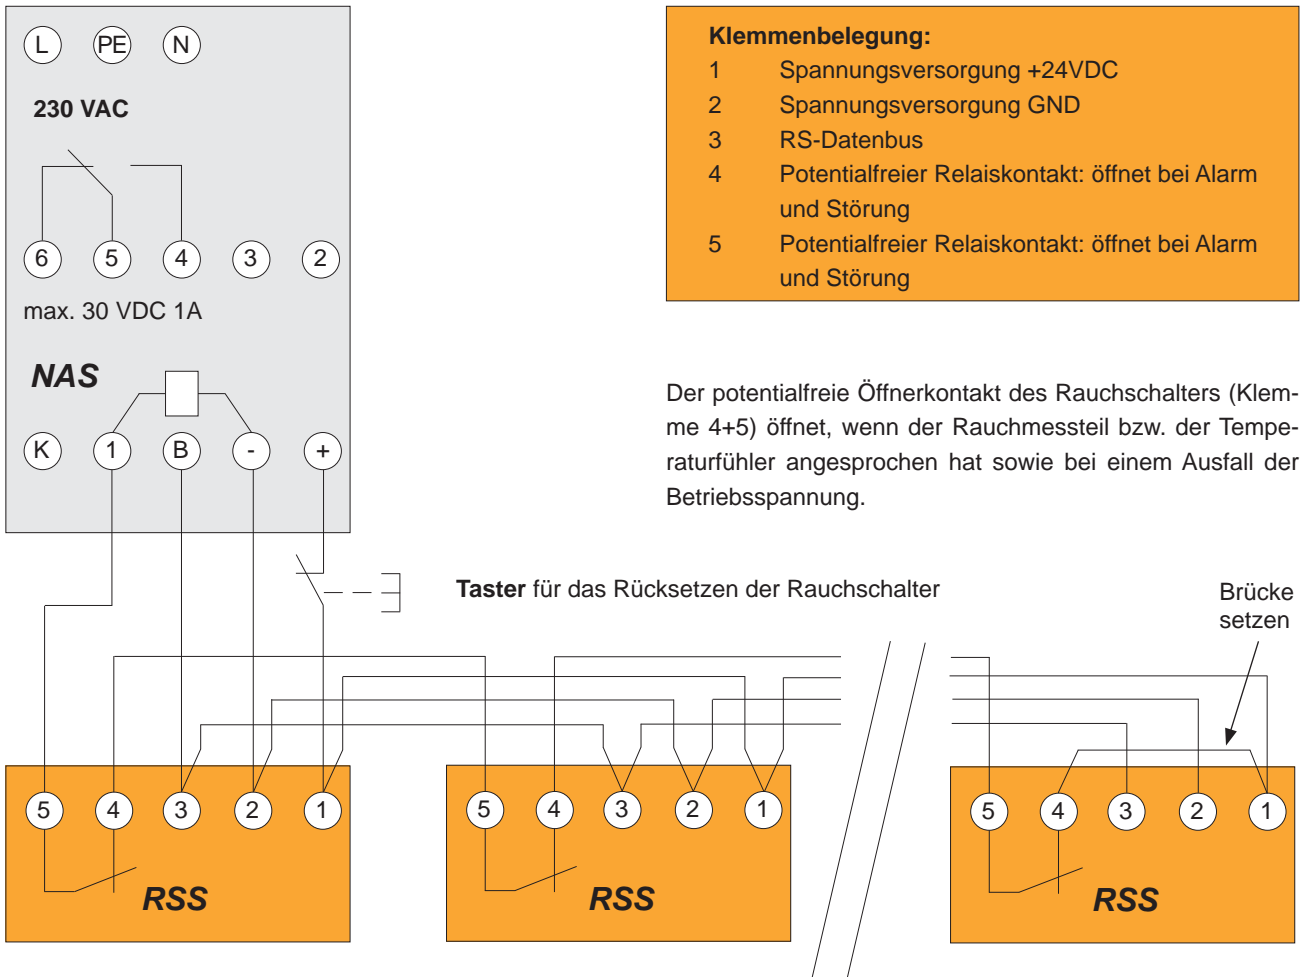 L PE N
230 VAC
6 5 4 3 2
max. 30 VDC 1A
NAS
K 1 B - +
Klemmenbelegung:
1 Spannungsversorgung +24VDC
2 Spannungsversorgung GND
3 RS-Datenbus
4 Potentialfreier Relaiskontakt: öffnet bei Alarm
und Störung
5 Potentialfreier Relaiskontakt: öffnet bei Alarm
und Störung
Der potentialfreie Öffnerkontakt des Rauchschalters (Klem-
me 4+5) öffnet, wenn der Rauchmessteil bzw. der Tempe-
raturfühler angesprochen hat sowie bei einem Ausfall der
Betriebsspannung.
Taster für das Rücksetzen der Rauchschalter
Brücke
setzen
5 4 3 2 1
RSS
5 4 3 2 1
RSS
5 4 3 2 1
RSS